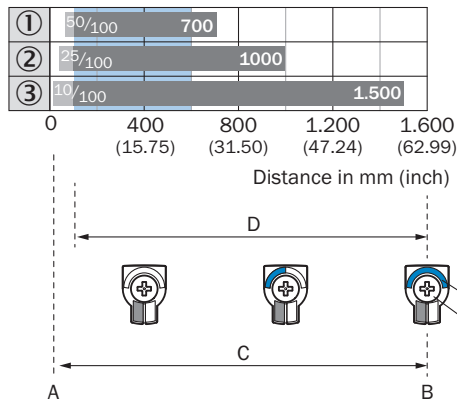 ① 50/100 700
② 25/100 1000
③ 10/100 1.500
0 400 800 1.200 1.600
(15.75) (31.50) (47.24) (62.99)
Distance in mm (inch)
D
C
A B